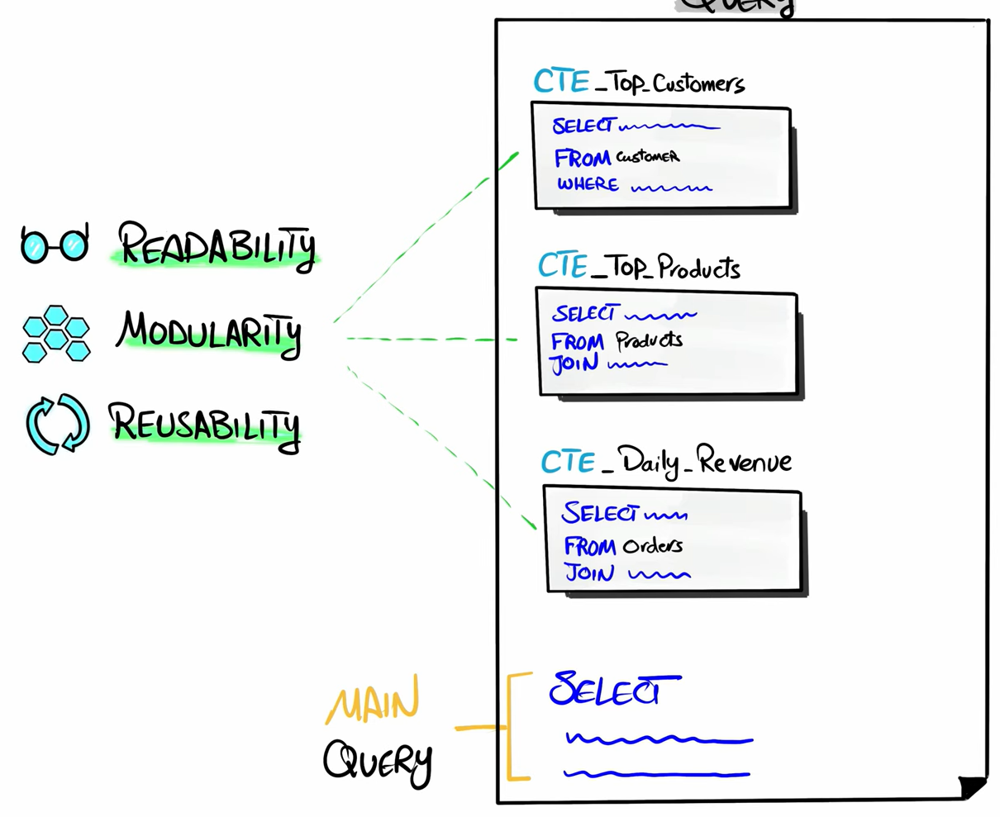 QUERY
CTE_Top_Customers
SELECT
FROM Customer
WHERE
READABILITY
CTE_Top_Products
SELECT
FROM Products
JOIN
MODULARITY
REUSABILITY
CTE_Daily_Revenue
SELECT
FROM Orders
JOIN
MAIN
QUERY
SELECT